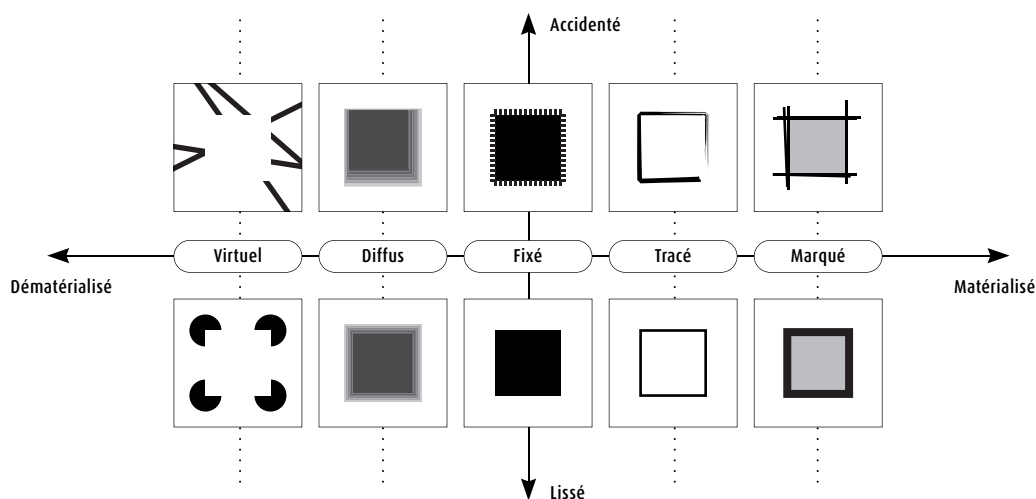 Accidenté
Virtuel
Diffus
Fixé
Tracé
Marqué
Dématérialisé
Matérialisé
Lissé